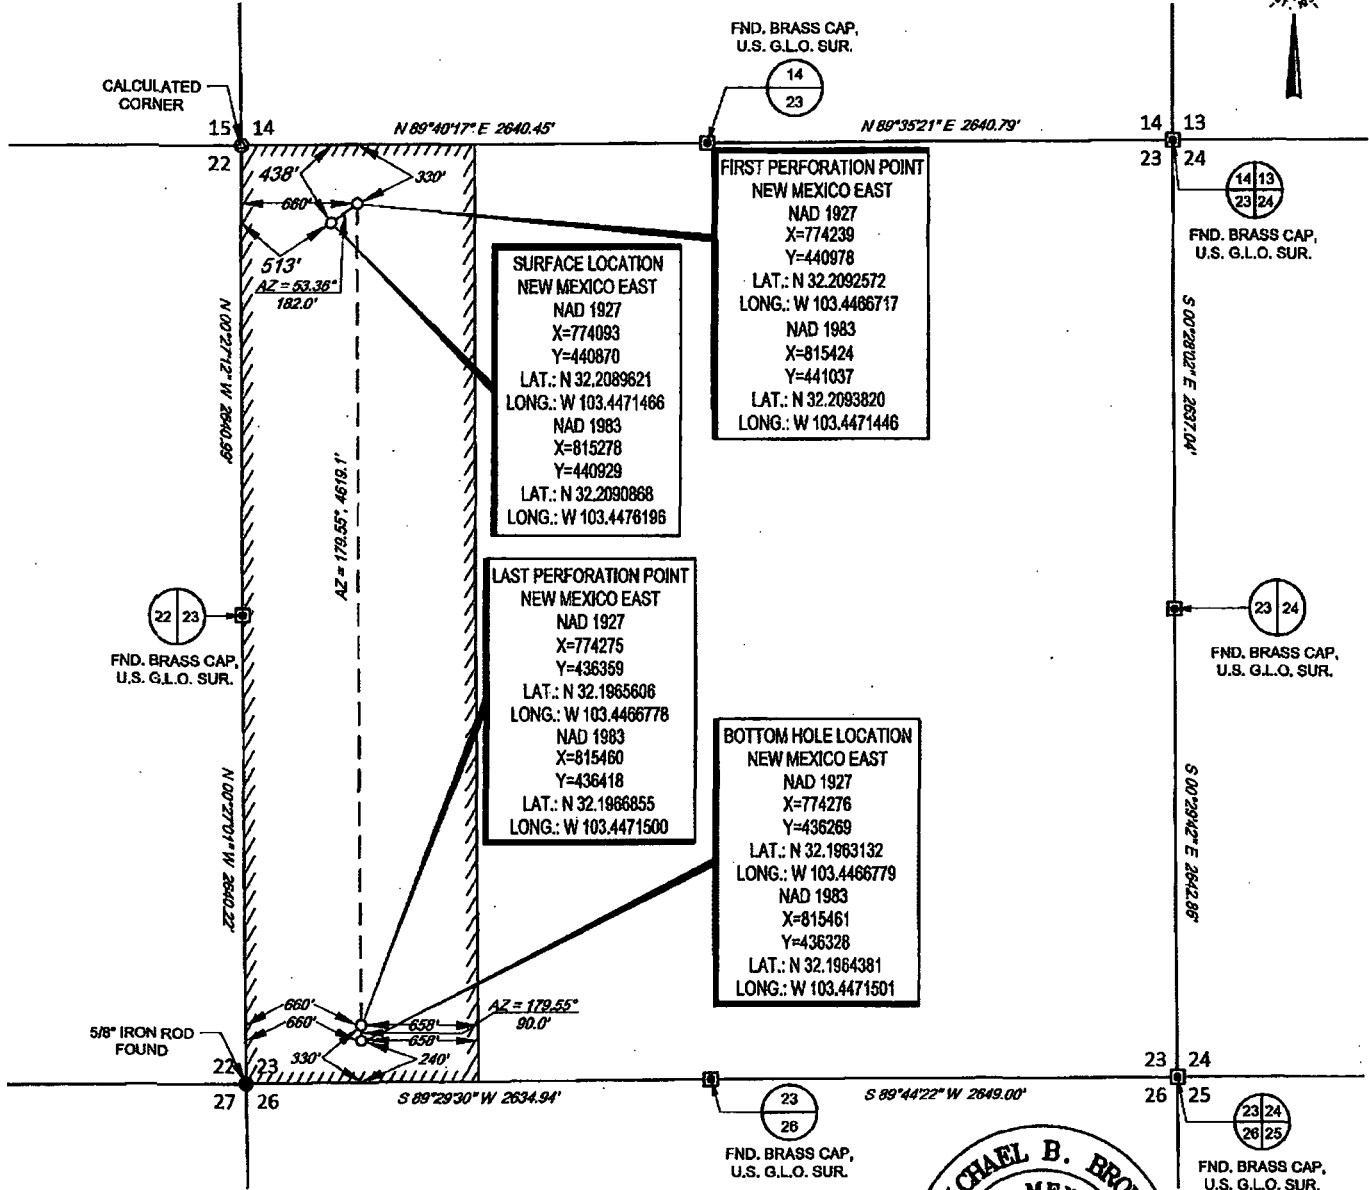 FND. BRASS CAP,
U.S. G.L.O. SUR.
14
23
CALCULATED
CORNER
15 14
22
N 89°40'17" E 2640.45'
N 89°35'21" E 2640.79'
14 13
23 24
14 13
23 24
FND. BRASS CAP,
U.S. G.L.O. SUR.
438'
330'
660'
513'
AZ = 53.36°
182.0'
FIRST PERFORATION POINT
NEW MEXICO EAST
NAD 1927
X=774239
Y=440978
LAT.: N 32.2092572
LONG.: W 103.4466717
NAD 1983
X=815424
Y=441037
LAT.: N 32.2093820
LONG.: W 103.4471446
SURFACE LOCATION
NEW MEXICO EAST
NAD 1927
X=774093
Y=440870
LAT.: N 32.2089621
LONG.: W 103.4471466
NAD 1983
X=815278
Y=440929
LAT.: N 32.2090868
LONG.: W 103.4476196
N 00°27'12" W 2640.99'
AZ = 179.55°, 4619.1'
S 00°28'02" E 2637.04'
22 23
FND. BRASS CAP,
U.S. G.L.O. SUR.
23 24
FND. BRASS CAP,
U.S. G.L.O. SUR.
LAST PERFORATION POINT
NEW MEXICO EAST
NAD 1927
X=774275
Y=436359
LAT.: N 32.1965606
LONG.: W 103.4466778
NAD 1983
X=815460
Y=436418
LAT.: N 32.1966855
LONG.: W 103.4471500
BOTTOM HOLE LOCATION
NEW MEXICO EAST
NAD 1927
X=774276
Y=436269
LAT.: N 32.1963132
LONG.: W 103.4466779
NAD 1983
X=815461
Y=436328
LAT.: N 32.1964381
LONG.: W 103.4471501
N 00°27'01" W 2640.22'
S 00°29'42" E 2642.86'
660'
660'
658'
658'
AZ = 179.55°
90.0'
330'
240'
5/8" IRON ROD
FOUND
22 23
27 26
S 89°29'30" W 2634.94'
S 89°44'22" W 2649.00'
23 24
26 25
23
26
FND. BRASS CAP,
U.S. G.L.O. SUR.
23 24
26 25
FND. BRASS CAP,
U.S. G.L.O. SUR.
CHAEL B. BRO